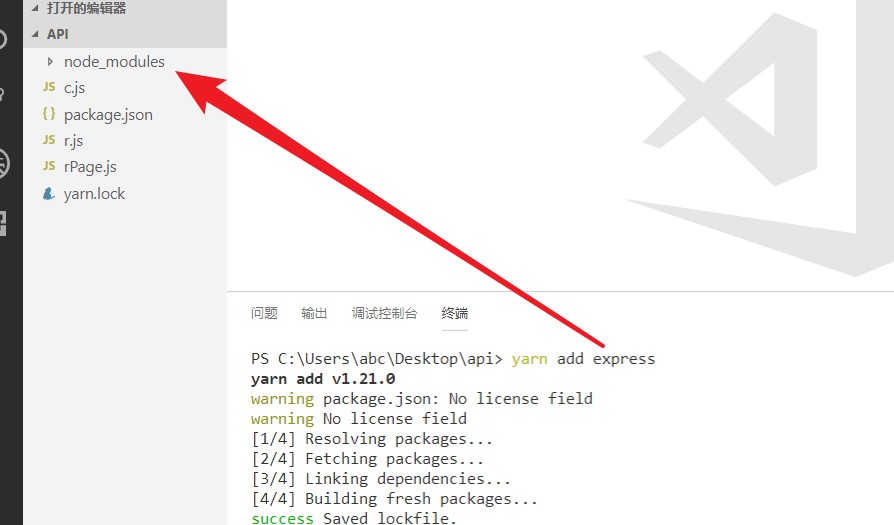 打开的编辑器
API
node_modules
JS c.js
{ } package.json
JS r.js
JS rPage.js
yarn.lock
问题 输出 调试控制台 终端
PS C:\Users\abc\Desktop\api> yarn add express
yarn add v1.21.0
warning package.json: No license field
warning No license field
[1/4] Resolving packages...
[2/4] Fetching packages...
[3/4] Linking dependencies...
[4/4] Building fresh packages...
success Saved lockfile.